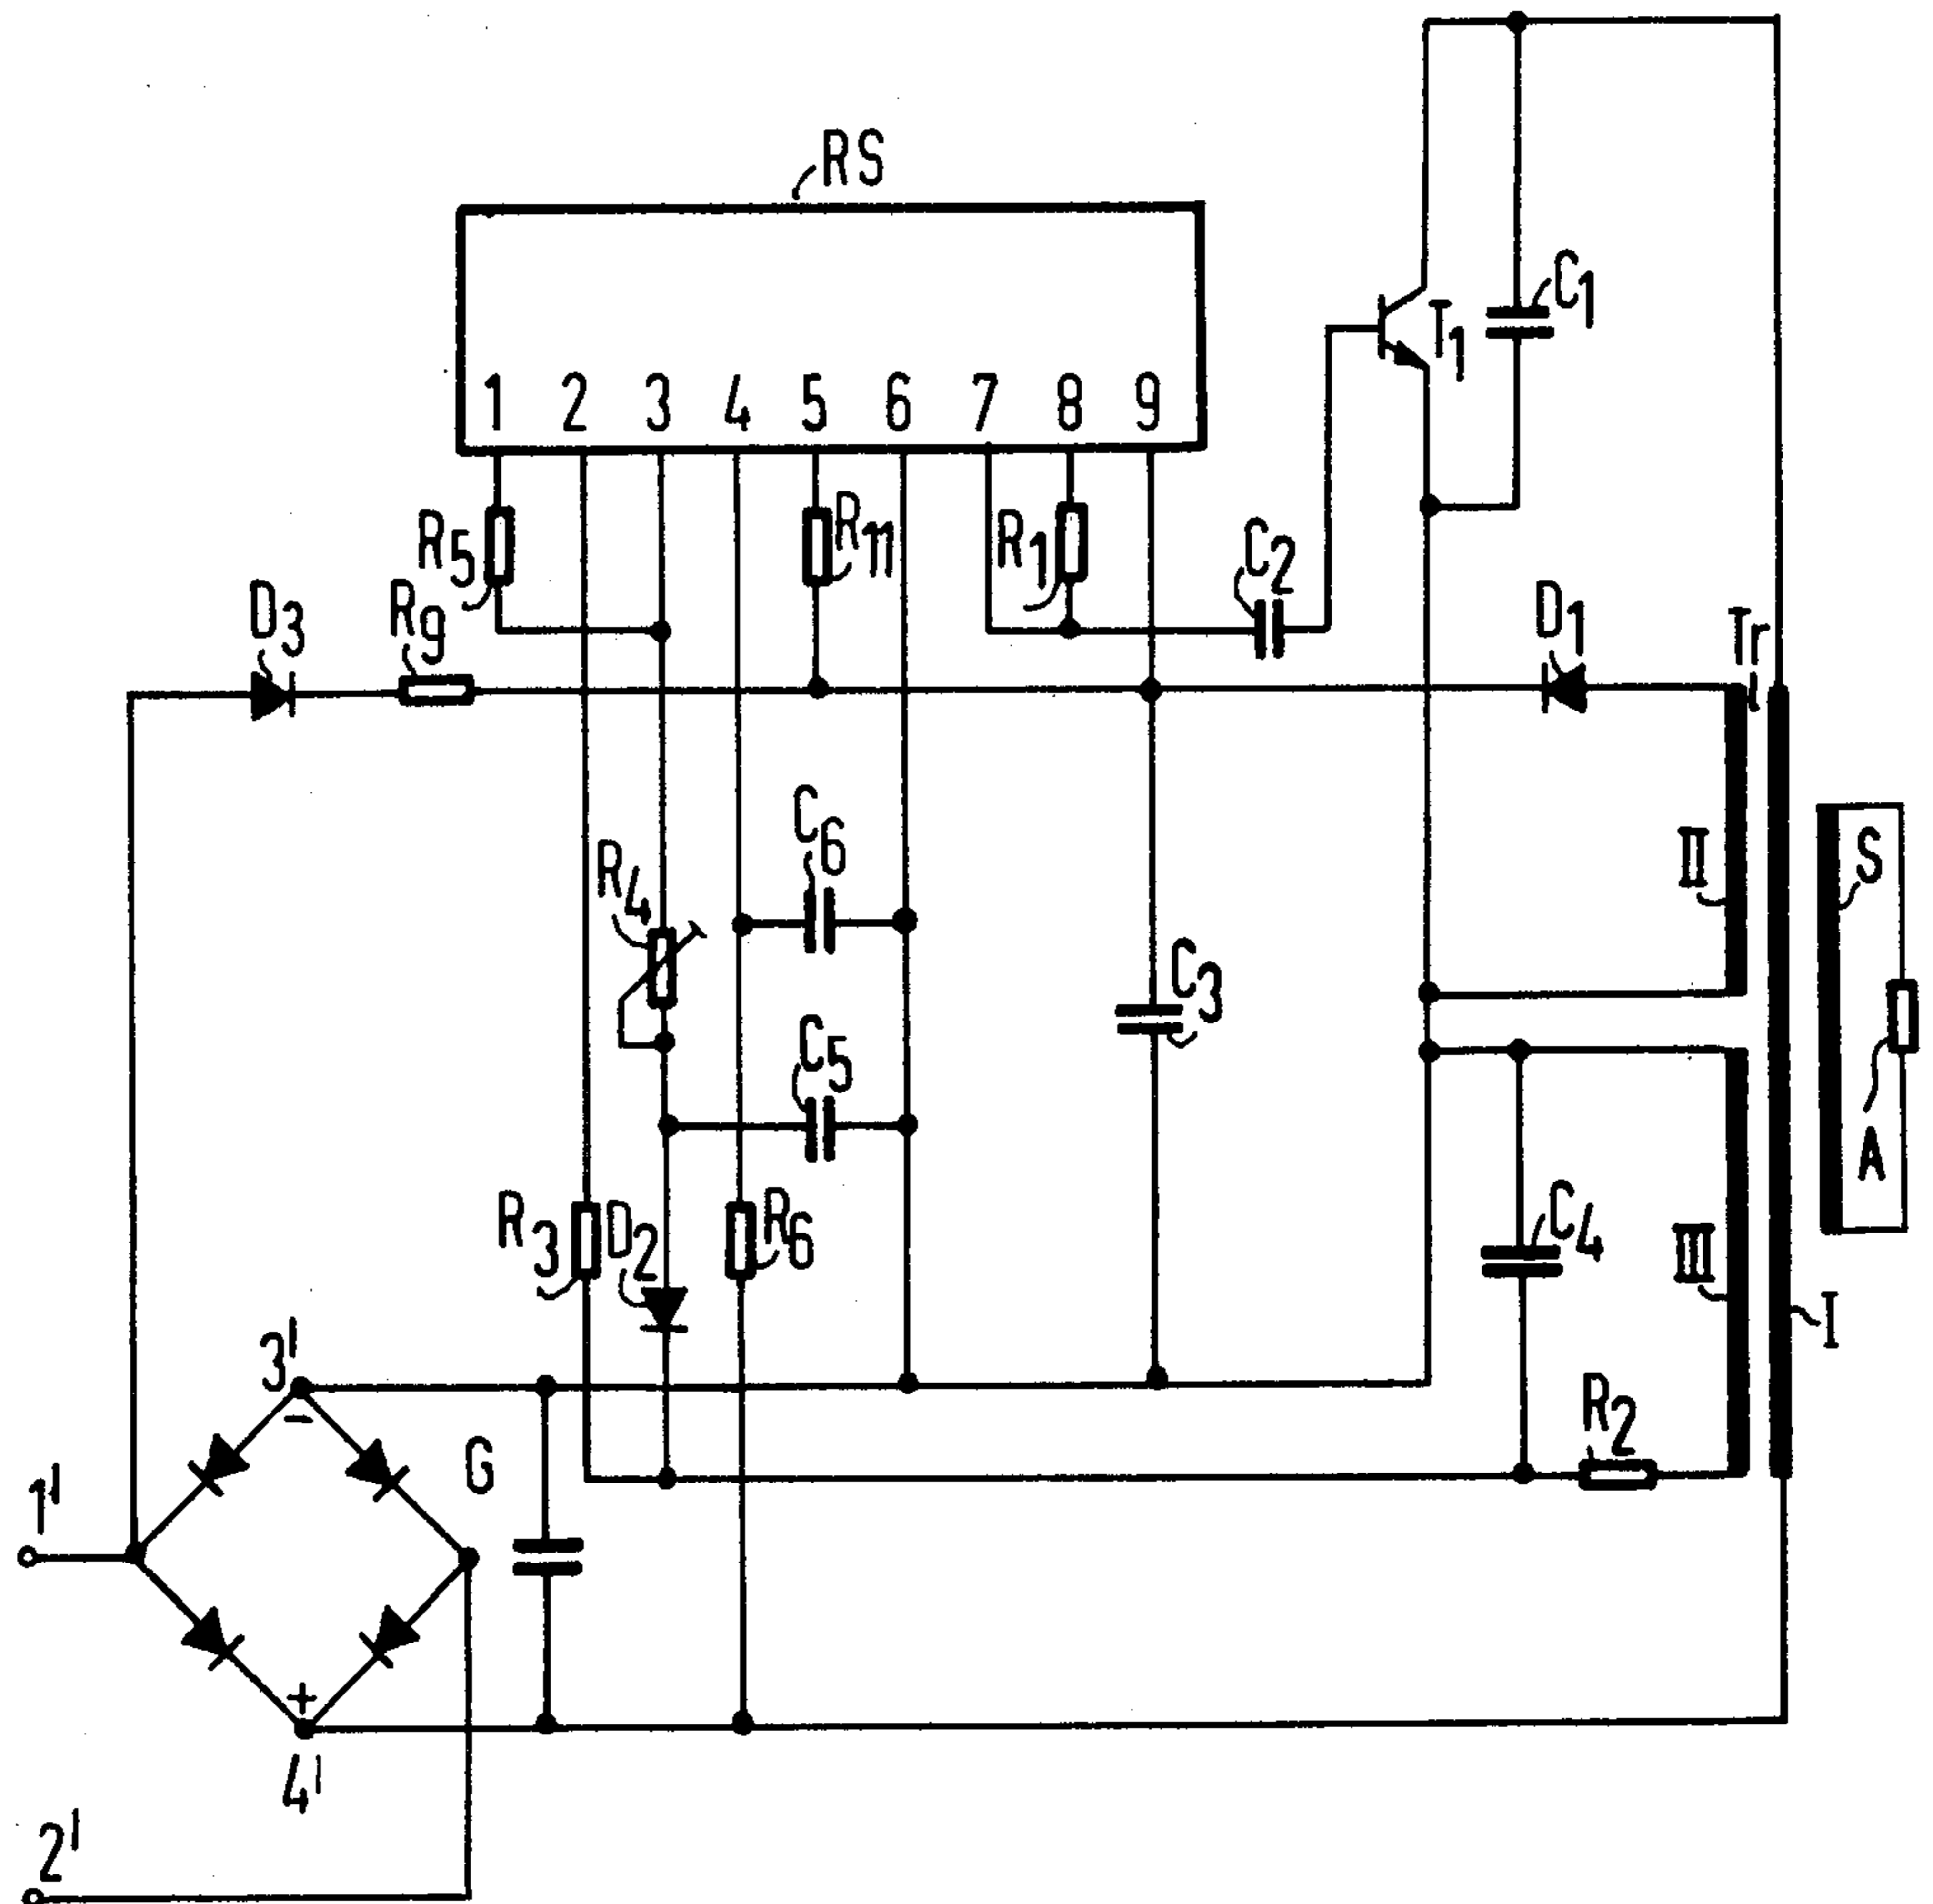 RS
1 2 3 4 5 6 7 8 9
T1
C1
R5
R11
R1
C2
D3
R9
D1
Tr
C6
R4
II
S
C3
C5
A
R3
D2
R6
C4
III
I
3'
−
R2
G
1'
+
4'
2'